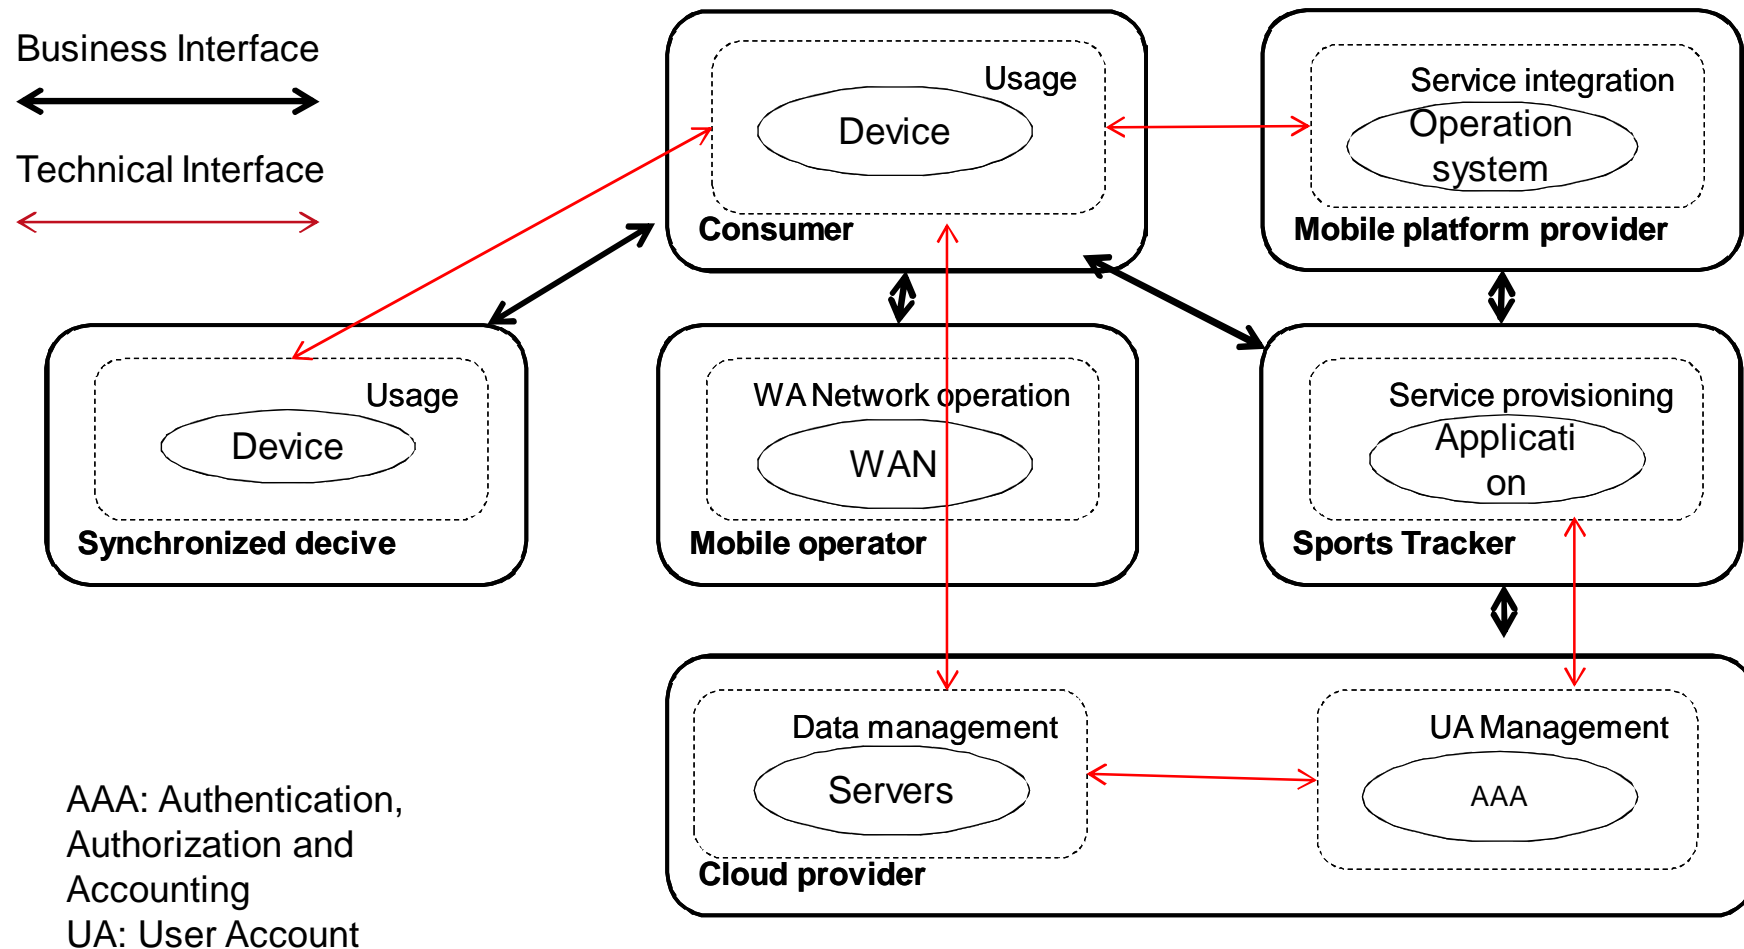 Business Interface
Technical Interface
Usage
Device
Consumer
Service integration
Operation
system
Mobile platform provider
Usage
Device
Synchronized decive
WA Network operation
WAN
Mobile operator
Service provisioning
Applicati
on
Sports Tracker
Data management
Servers
Cloud provider
UA Management
AAA
AAA: Authentication,
Authorization and
Accounting
UA: User Account